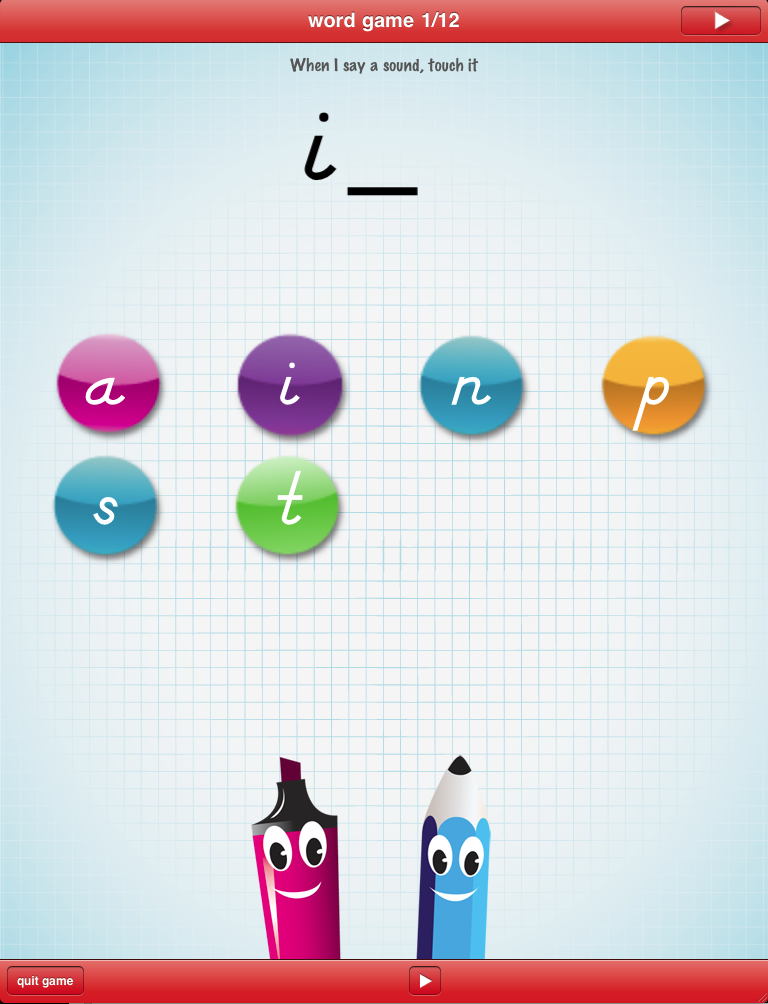 word game 1/12
When I say a sound, touch it
i_
a i n p
s t
quit game